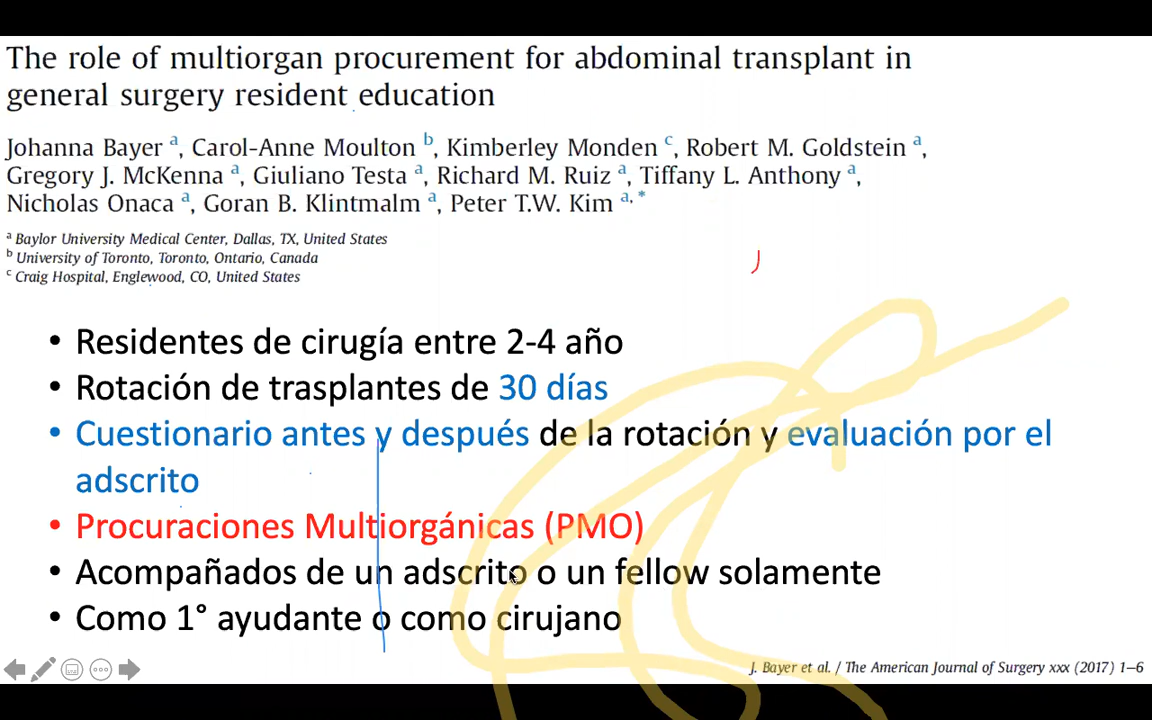 The role of multiorgan procurement for abdominal transplant in
general surgery resident education
Johanna Bayer a, Carol-Anne Moulton b, Kimberley Monden c, Robert M. Goldstein a,
Gregory J. McKenna a, Giuliano Testa a, Richard M. Ruiz a, Tiffany L. Anthony a,
Nicholas Onaca a, Goran B. Klintmalm a, Peter T.W. Kim a, *
a Baylor University Medical Center, Dallas, TX, United States
b University of Toronto, Toronto, Ontario, Canada
c Craig Hospital, Englewood, CO, United States
• Residentes de cirugía entre 2-4 año
• Rotación de trasplantes de 30 días
• Cuestionario antes y después de la rotación y evaluación por el
adscrito
• Procuraciones Multiorgánicas (PMO)
• Acompañados de un adscrito o un fellow solamente
• Como 1° ayudante o como cirujano
J. Bayer et al. / The American Journal of Surgery xxx (2017) 1–6